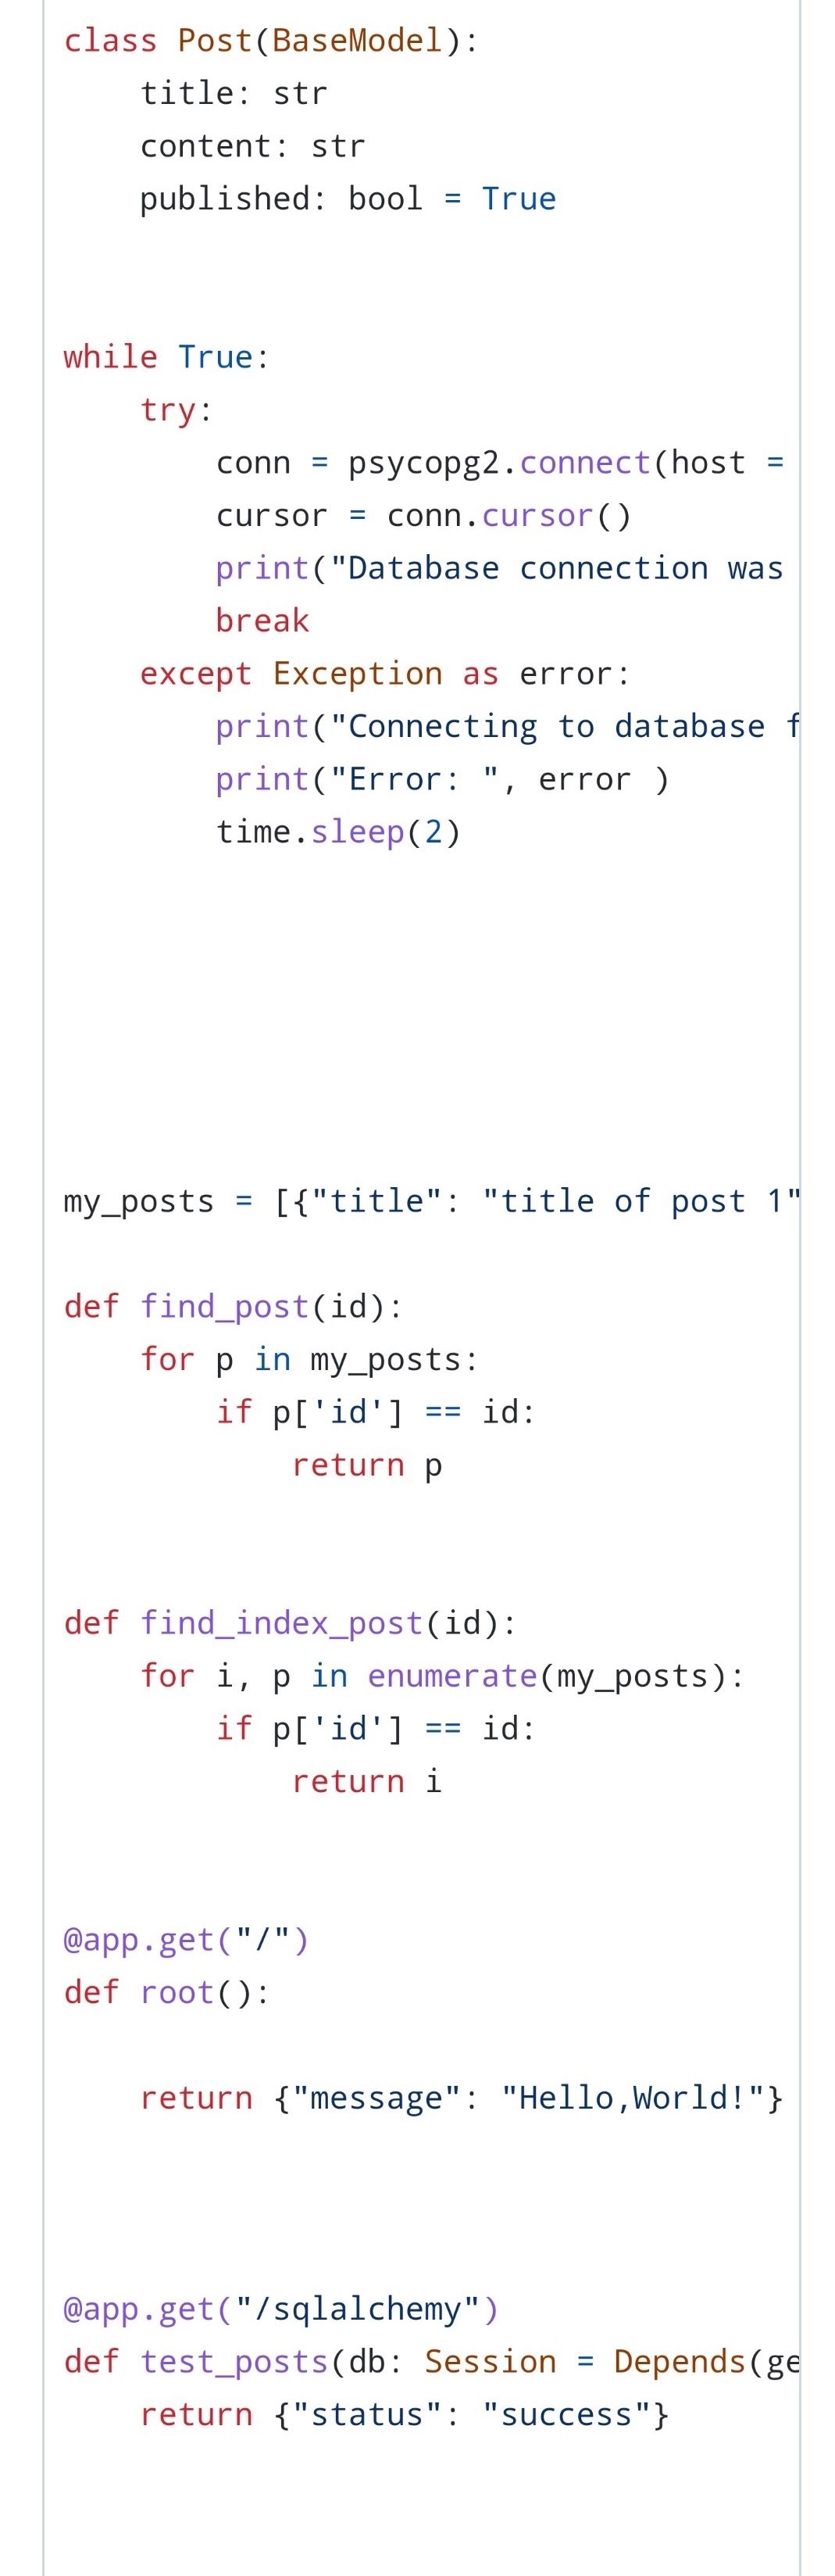 class Post(BaseModel):
    title: str
    content: str
    published: bool = True
while True:
    try:
        conn = psycopg2.connect(host =
        cursor = conn.cursor()
        print("Database connection was
        break
    except Exception as error:
        print("Connecting to database f
        print("Error: ", error )
        time.sleep(2)
my_posts = [{"title": "title of post 1"
def find_post(id):
    for p in my_posts:
        if p['id'] == id:
            return p
def find_index_post(id):
    for i, p in enumerate(my_posts):
        if p['id'] == id:
            return i
@app.get("/")
def root():
    return {"message": "Hello,World!"}
@app.get("/sqlalchemy")
def test_posts(db: Session = Depends(ge
    return {"status": "success"}